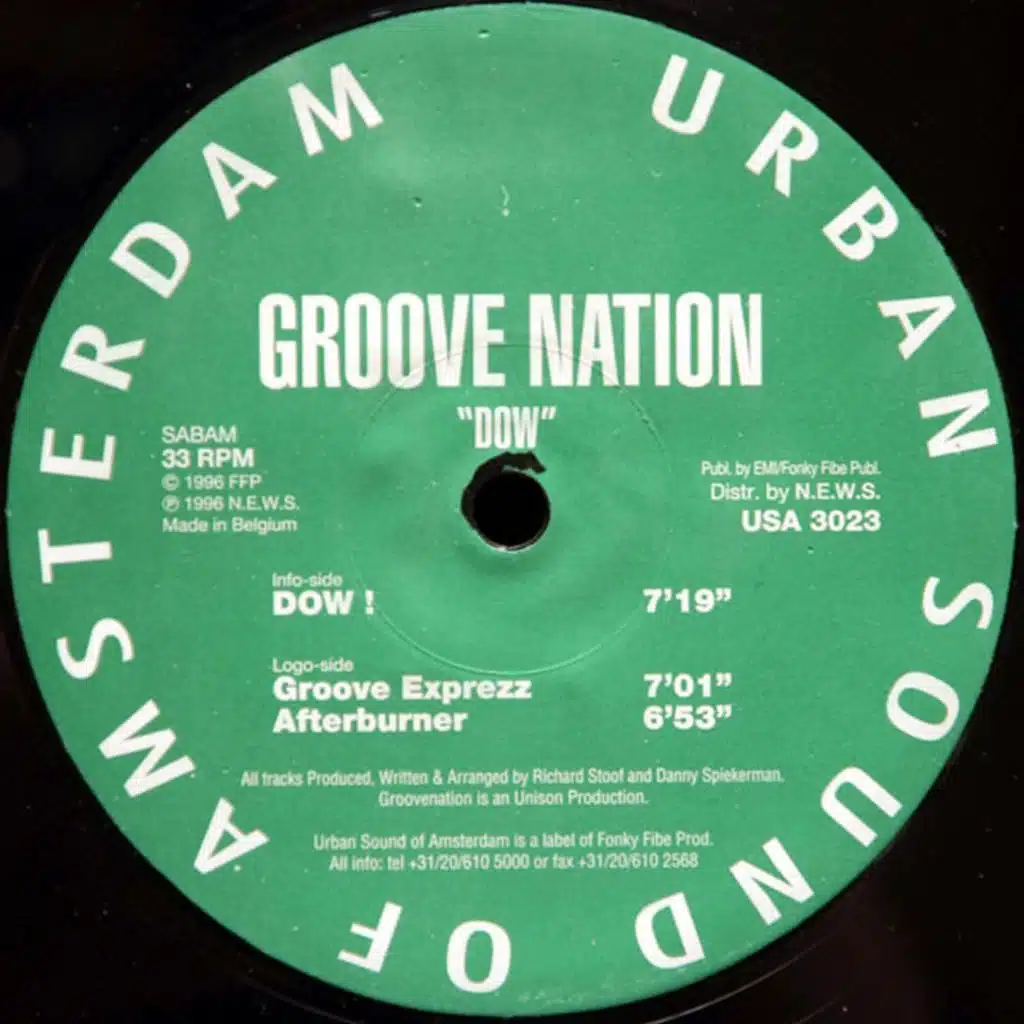 URBAN SOUND OF AMSTERDAM
GROOVE NATION
"DOW"
SABAM
33 RPM
© 1996 FFP
℗ 1996 N.E.W.S.
Made in Belgium
Publ. by EMI/Fonky Fibe Publ.
Distr. by N.E.W.S.
USA 3023
Info-side
DOW ! 7'19"
Logo-side
Groove Exprezz 7'01"
Afterburner 6'53"
All tracks Produced, Written & Arranged by Richard Stoof and Danny Spiekerman.
Groovenation is an Unison Production.
Urban Sound of Amsterdam is a label of Fonky Fibe Prod.
All info: tel +31/20/610 5000 or fax +31/20/610 2568